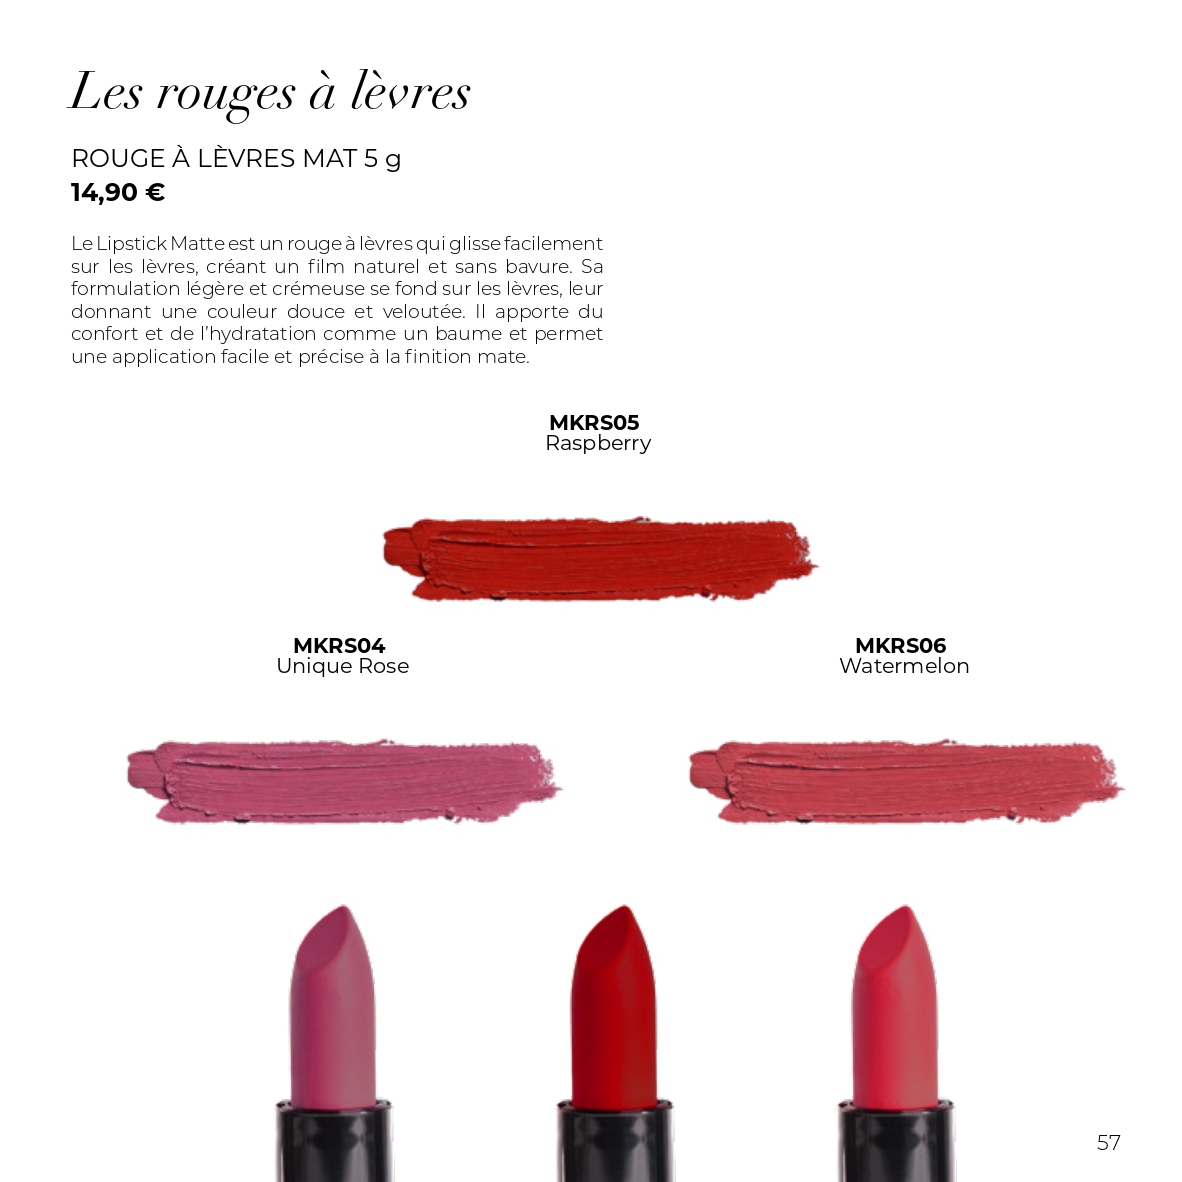 Les rouges à lèvres
ROUGE À LÈVRES MAT 5 g
14,90 €
Le Lipstick Matte est un rouge à lèvres qui glisse facilement
sur les lèvres, créant un film naturel et sans bavure. Sa
formulation légère et crémeuse se fond sur les lèvres, leur
donnant une couleur douce et veloutée. Il apporte du
confort et de l’hydratation comme un baume et permet
une application facile et précise à la finition mate.
MKRS05
Raspberry
MKRS04
Unique Rose
MKRS06
Watermelon
57